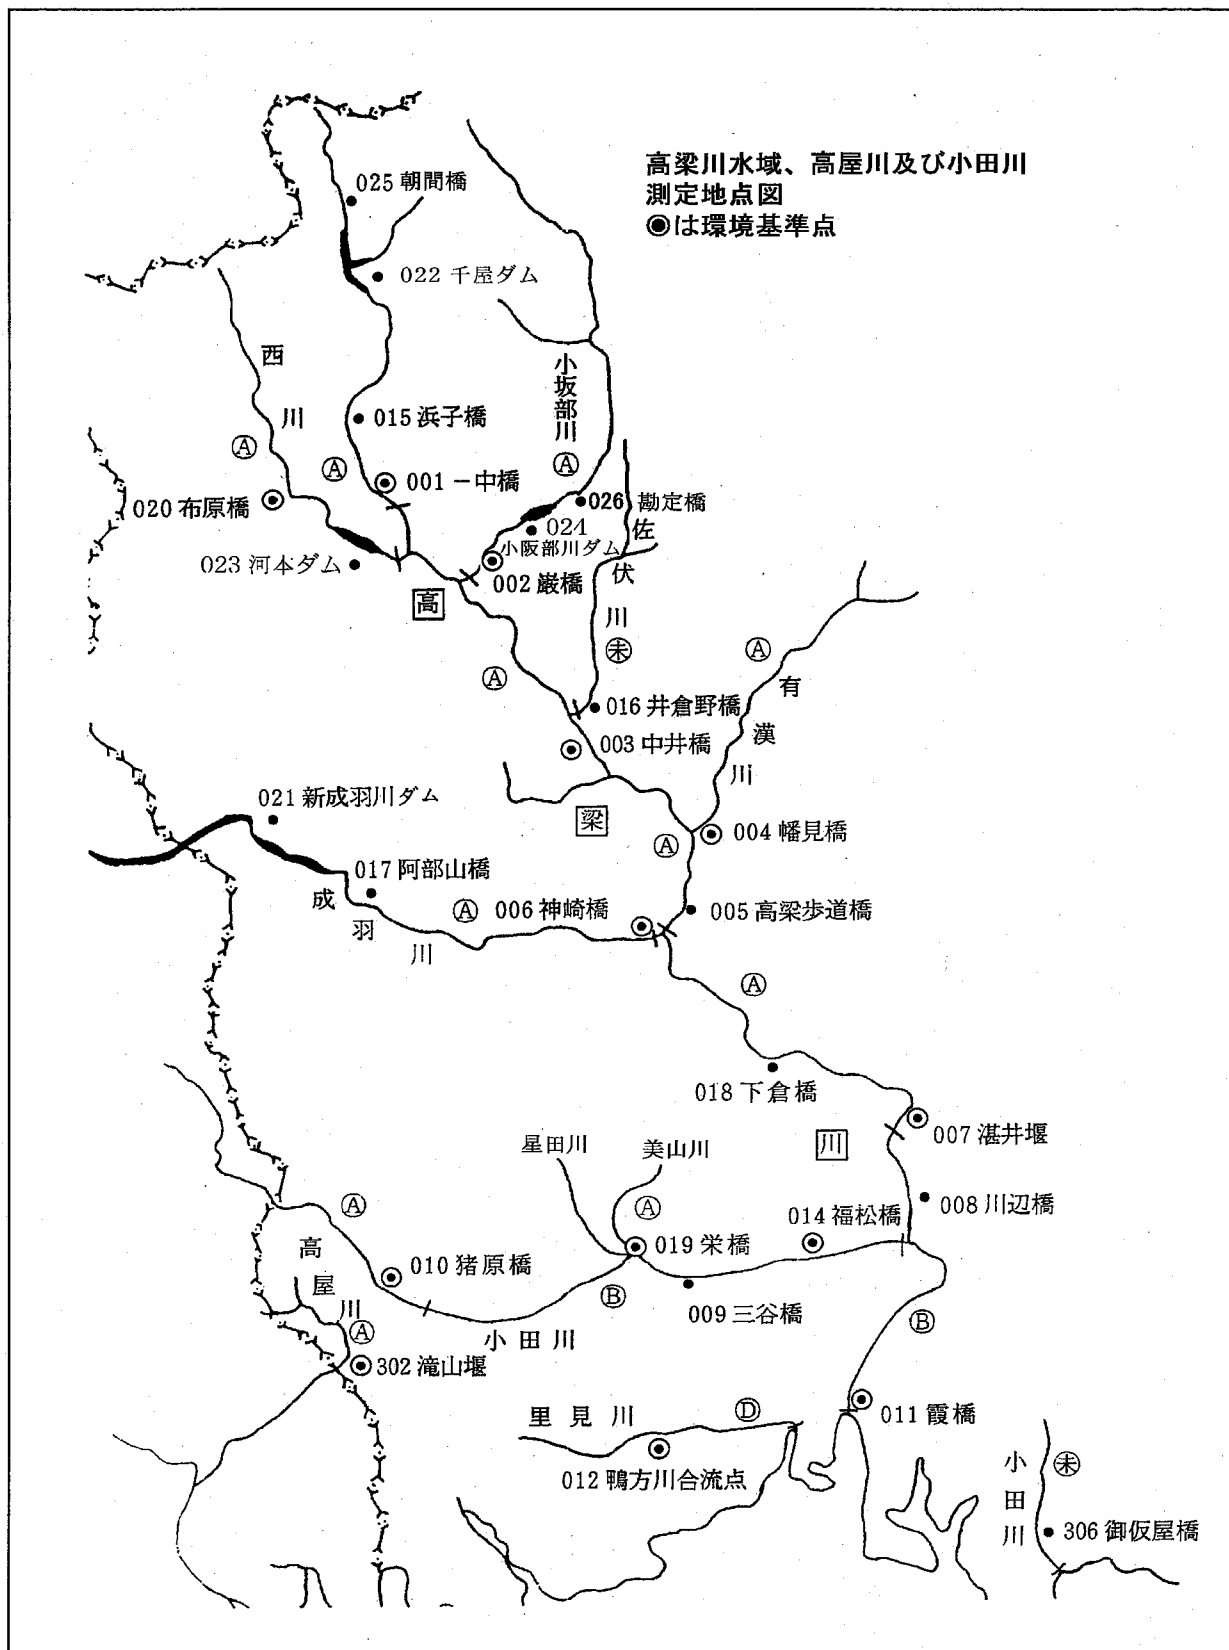 高梁川水域、高屋川及び小田川
測定地点図
◉は環境基準点
025 朝間橋
022 千屋ダム
西川
小坂部川
015 浜子橋
Ⓐ
Ⓐ
Ⓐ
001 一中橋
020 布原橋
026 勘定橋
024
小阪部川ダム
佐伏川
023 河本ダム
002 巌橋
高
㊍
未
Ⓐ
Ⓐ
有漢川
016 井倉野橋
003 中井橋
021 新成羽川ダム
梁
004 幡見橋
Ⓐ
017 阿部山橋
成羽川
Ⓐ
006 神崎橋
005 高梁歩道橋
Ⓐ
018 下倉橋
007 湛井堰
星田川
美山川
川
Ⓐ
Ⓐ
008 川辺橋
014 福松橋
高屋川
010 猪原橋
019 栄橋
Ⓑ
009 三谷橋
Ⓑ
小田川
Ⓐ
302 滝山堰
里見川
Ⓓ
011 霞橋
012 鴨方川合流点
小田川
未
306 御仮屋橋